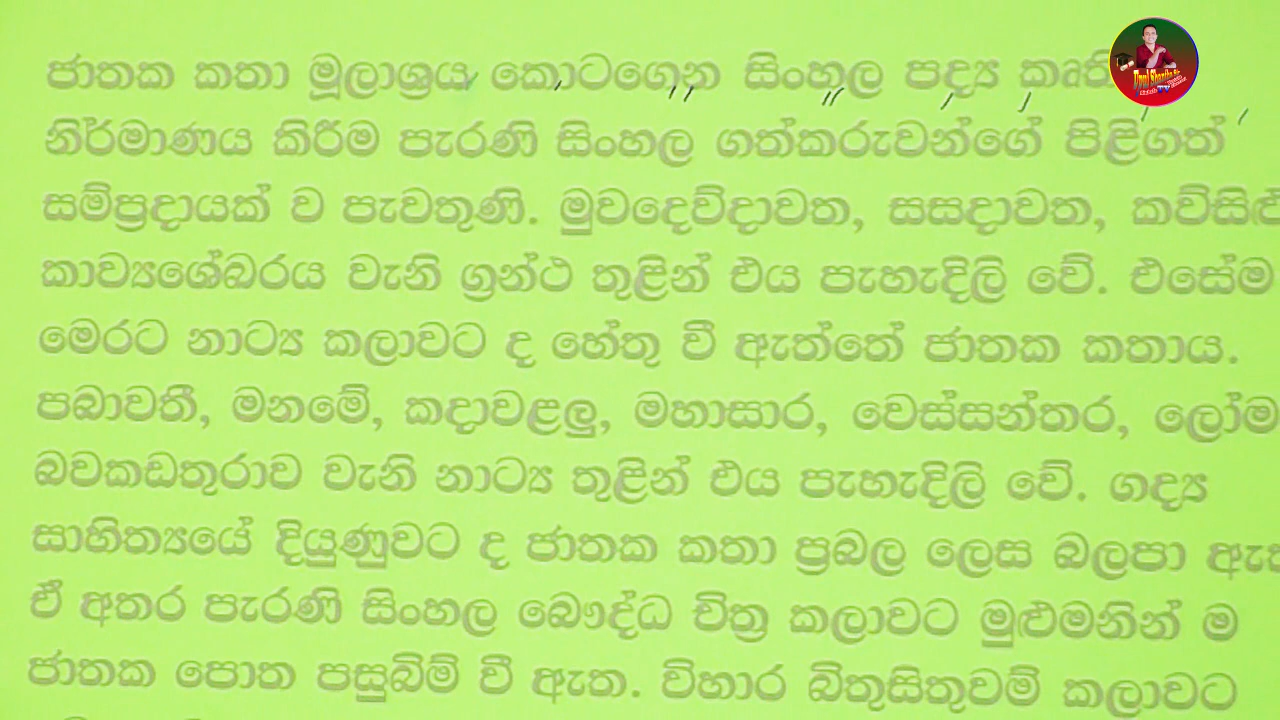 ජාතක කතා මූලාශ්‍රය කොටගෙන සිංහල පද්‍ය
නිර්මාණය කිරීම පැරණි සිංහල ගත්කරුවන්ගේ පිළිගත්
සම්ප්‍රදායක් ව පැවතුණි. මුවදෙව්දාවත, සසදාවත,
කාව්‍යශේඛරය වැනි ග්‍රන්ථ තුළින් එය පැහැදිලි වේ. එසේම
මෙරට නාට්‍ය කලාවට ද හේතු වී ඇත්තේ ජාතක කතාය.
පබාවතී, මනමේ, කදාවළලු, මහාසාර, වෙස්සන්තර, ලෝම
බවකඩතුරාව වැනි නාට්‍ය තුළින් එය පැහැදිලි වේ. ගද්‍ය
සාහිත්‍යයේ දියුණුවට ද ජාතක කතා ප්‍රබල ලෙස බලපා
ඒ අතර පැරණි සිංහල බෞද්ධ චිත්‍ර කලාවට මුළුමනින් ම
ජාතක පොත පසුබිම් වී ඇත. විහාර බිතුසිතුවම් කලාවට